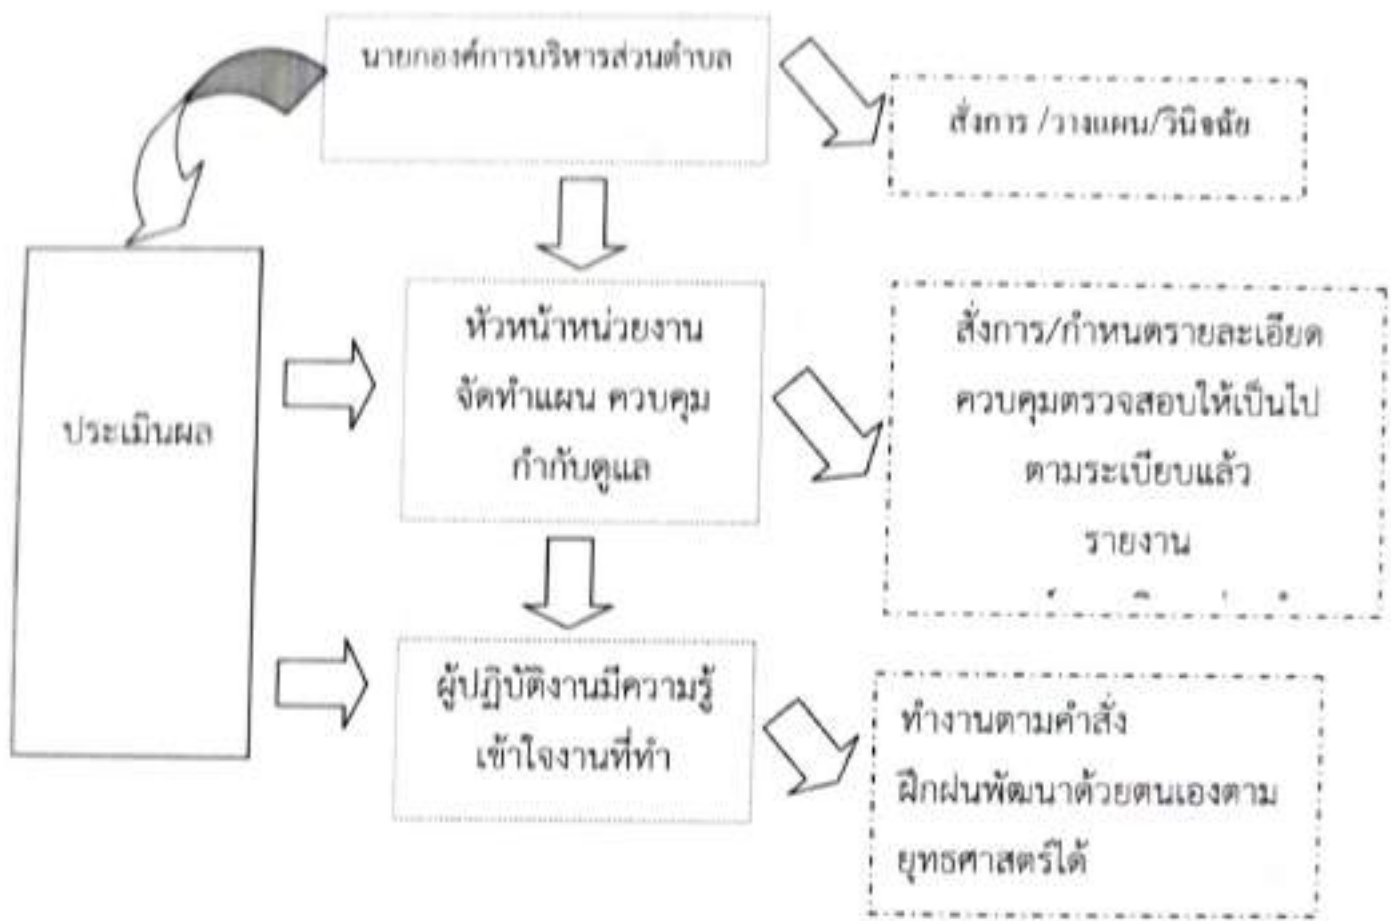 นายกองค์การบริหารส่วนตำบล
สั่งการ /วางแผน/วินิจฉัย
ประเมินผล
หัวหน้าหน่วยงาน
จัดทำแผน ควบคุม
กำกับดูแล
สั่งการ/กำหนดรายละเอียด
ควบคุมตรวจสอบให้เป็นไป
ตามระเบียบแล้ว
รายงาน
ผู้ปฏิบัติงานมีความรู้
เข้าใจงานที่ทำ
ทำงานตามคำสั่ง
ฝึกฝนพัฒนาด้วยตนเองตาม
ยุทธศาสตร์ได้